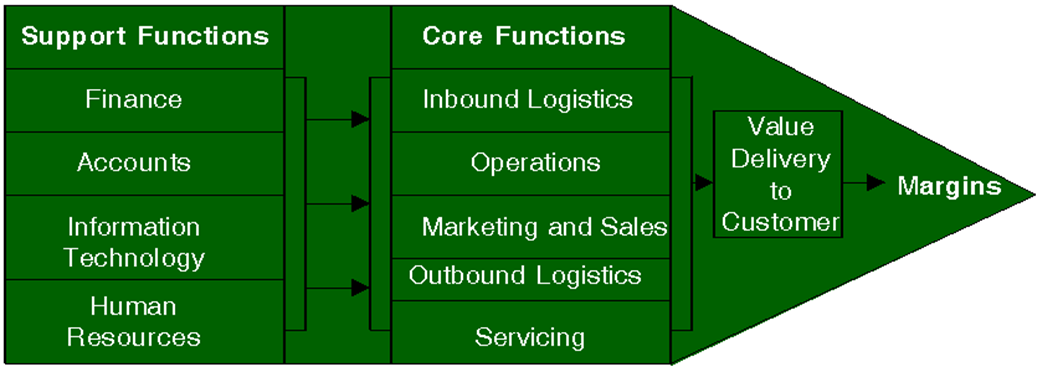 Support Functions
Finance
Accounts
Information
Technology
Human
Resources
Core Functions
Inbound Logistics
Operations
Marketing and Sales
Outbound Logistics
Servicing
Value
Delivery
to
Customer
Margins